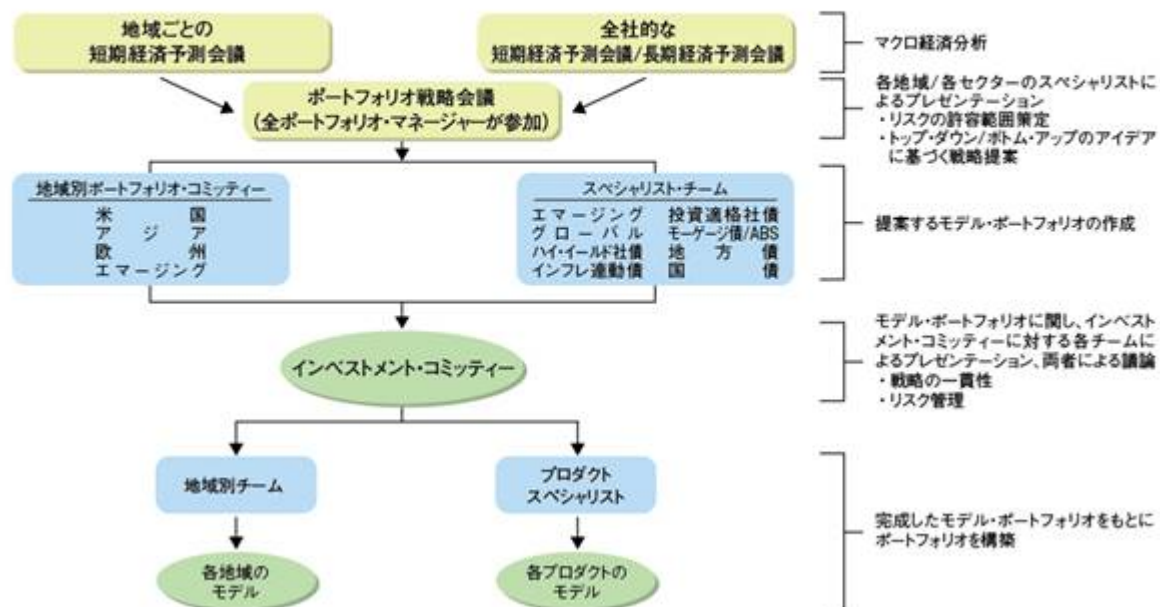 地域ごとの
短期経済予測会議
全社的な
短期経済予測会議/長期経済予測会議
マクロ経済分析
ポートフォリオ戦略会議
(全ポートフォリオ・マネージャーが参加)
各地域/各セクターのスペシャリストに
よるプレゼンテーション
・リスクの許容範囲策定
・トップ・ダウン/ボトム・アップのアイデア
に基づく戦略提案
地域別ポートフォリオ・コミッティー
米国
アジア
欧州
エマージング
スペシャリスト・チーム
エマージング 投資適格社債
グローバル モーゲージ債/ABS
ハイ・イールド社債 地方債
インフレ連動債 国債
提案するモデル・ポートフォリオの作成
インベストメント・コミッティー
モデル・ポートフォリオに関し、インベスト
メント・コミッティーに対する各チームに
よるプレゼンテーション、両者による議論
・戦略の一貫性
・リスク管理
地域別チーム
プロダクト
スペシャリスト
各地域の
モデル
各プロダクトの
モデル
完成したモデル・ポートフォリオをもとに
ポートフォリオを構築